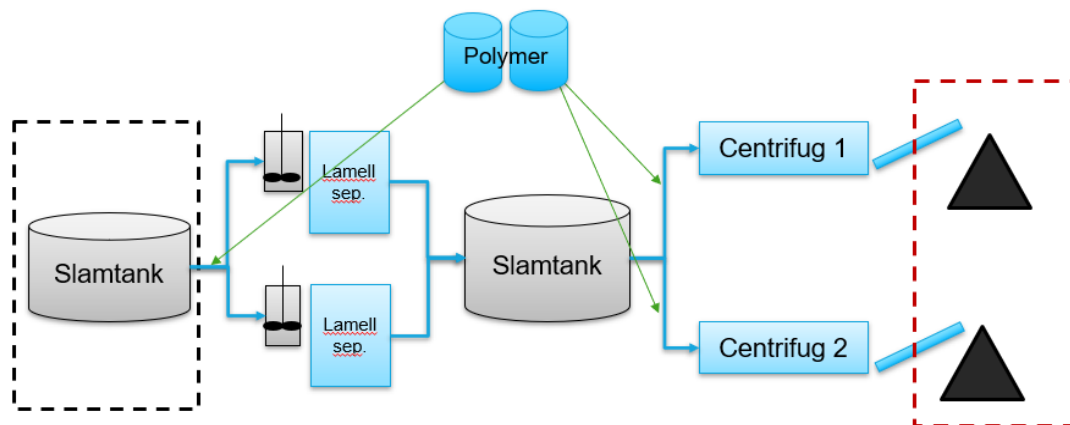 Polymer
Centrifug 1
Lamell
sep.
Slamtank
Slamtank
Lamell
sep.
Centrifug 2